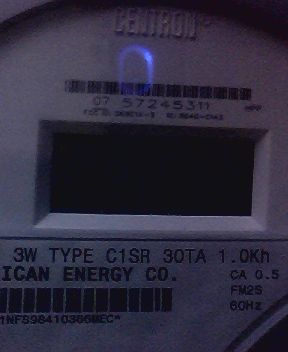 CENTRON
07 57245311
3W TYPE C1SR 30TA 1.0Kh
ICAN ENERGY CO.
CA 0.5
FM2S
60Hz